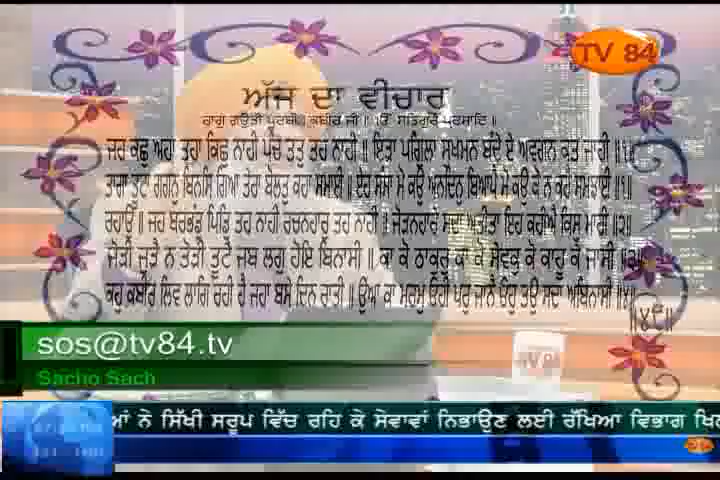 TV 84
ਅੱਜ ਦਾ ਵੀਚਾਰ
ਰਾਗੁ ਗਉੜੀ ਪੂਰਬੀ ਕਬੀਰ ਜੀ ॥ ੴ ਸਤਿਗੁਰ ਪ੍ਰਸਾਦਿ ॥
ਜਹ ਕਛੁ ਅਹਾ ਤਹਾ ਕਿਛੁ ਨਾਹੀ ਪੰਚ ਤਤੁ ਤਹ ਨਾਹੀ ॥ ਇੜਾ ਪਿੰਗੁਲਾ ਸੁਖਮਨ ਬੰਦੇ ਏ ਅਵਗਨ ਕਤ ਜਾਹੀ ॥੧॥
ਤਾਗਾ ਤੂਟਾ ਗਗਨੁ ਬਿਨਸਿ ਗਇਆ ਤੇਰਾ ਬੋਲਤੁ ਕਹਾ ਸਮਾਈ ॥ ਏਹ ਸੰਸਾ ਮੋ ਕਉ ਅਨਦਿਨੁ ਬਿਆਪੈ ਮੋ ਕਉ ਕੋ ਨ ਕਹੈ ਸਮਝਾਈ ॥੧॥
ਰਹਾਉ ॥ ਜਹ ਬਰਭੰਡੁ ਪਿੰਡੁ ਤਹ ਨਾਹੀ ਰਚਨਹਾਰੁ ਤਹ ਨਾਹੀ ॥ ਜੋੜਨਹਾਰੋ ਸਦਾ ਅਤੀਤਾ ਇਹ ਕਹੀਐ ਕਿਸੁ ਮਾਹੀ ॥੨॥
ਜੋੜੀ ਜੁੜੈ ਨ ਤੋੜੀ ਤੂਟੈ ਜਬ ਲਗੁ ਹੋਇ ਬਿਨਾਸੀ ॥ ਕਾ ਕੋ ਠਾਕੁਰੁ ਕਾ ਕੋ ਸੇਵਕੁ ਕੋ ਕਾਹੂ ਕੈ ਜਾਸੀ ॥੩॥
ਕਹੁ ਕਬੀਰ ਲਿਵ ਲਾਗਿ ਰਹੀ ਹੈ ਜਹਾ ਬਸੇ ਦਿਨ ਰਾਤੀ ॥ ਉਆ ਕਾ ਮਰਮੁ ਓਹੀ ਪਰੁ ਜਾਨੈ ਓਹੁ ਤਉ ਸਦਾ ਅਬਿਨਾਸੀ ॥੪॥
sos@tv84.tv
TV 84
Sacho Sach
ਆਂ ਨੇ ਸਿੱਖੀ ਸਰੂਪ ਵਿੱਚ ਰਹਿ ਕੇ ਸੇਵਾਵਾਂ ਨਿਭਾਉਣ ਲਈ ਰੱਖਿਆ ਵਿਭਾਗ ਖਿ